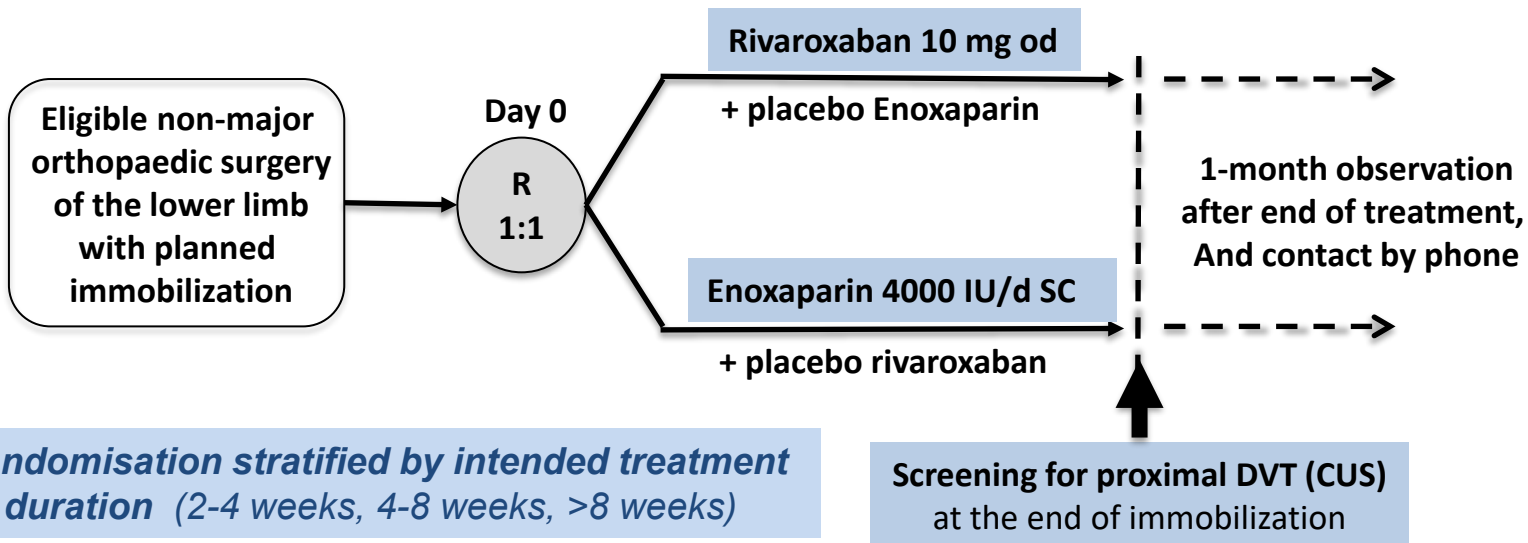 Rivaroxaban 10 mg od
+ placebo Enoxaparin
Eligible non-major
orthopaedic surgery
of the lower limb
with planned
immobilization
Day 0
R
1:1
Enoxaparin 4000 IU/d SC
+ placebo rivaroxaban
1-month observation
after end of treatment,
And contact by phone
ndomisation stratified by intended treatment
duration (2-4 weeks, 4-8 weeks, >8 weeks)
Screening for proximal DVT (CUS)
at the end of immobilization